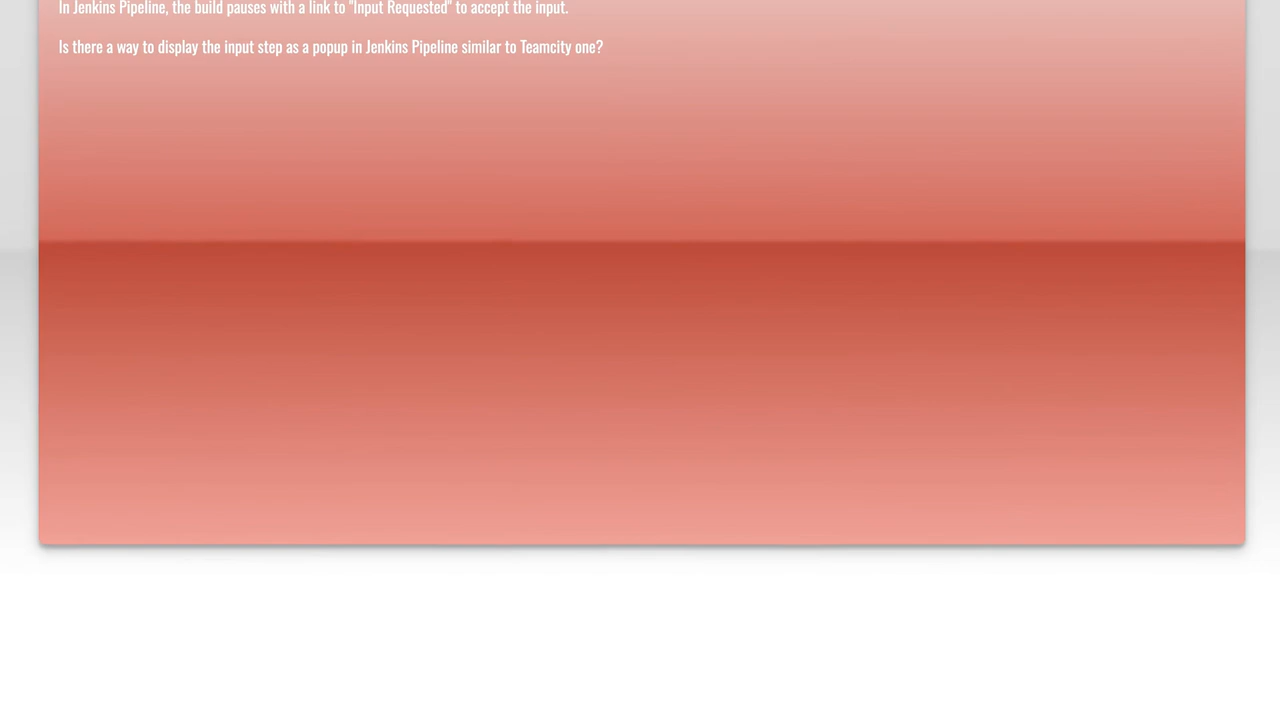 In Jenkins Pipeline, the build pauses with a link to "Input Requested" to accept the input.
Is there a way to display the input step as a popup in Jenkins Pipeline similar to Teamcity one?